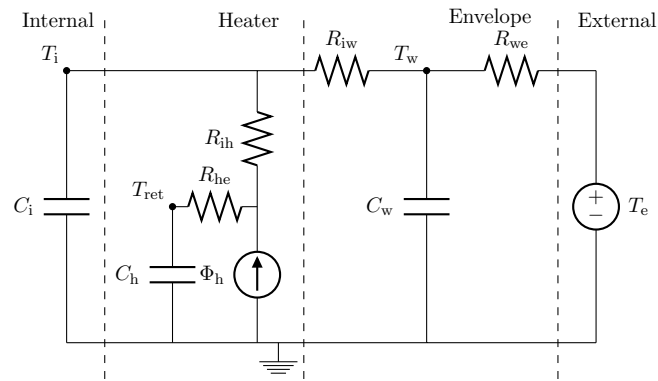 Internal
Heater
Envelope
External
T_i
R_iw
T_w
R_we
R_ih
R_he
T_ret
C_i
C_w
+
−
T_e
C_h
Φ_h